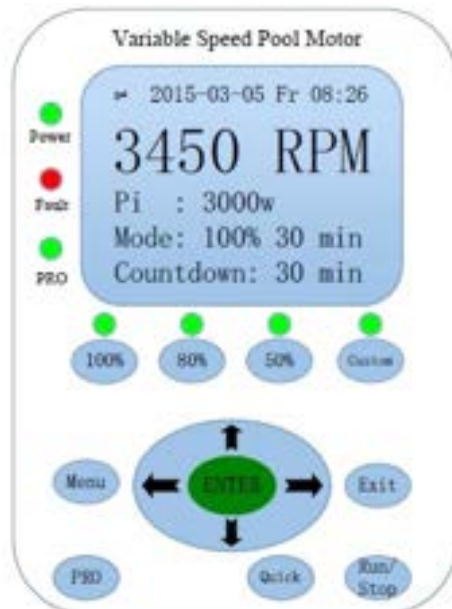 Variable Speed Pool Motor
2015-03-05 Fr 08:26
Power
3450 RPM
Fault
Pi : 3000w
Mode: 100% 30 min
PRO
Countdown: 30 min
100% 80% 50% Custom
Menu ENTER Exit
PRO Quick Run/
Stop